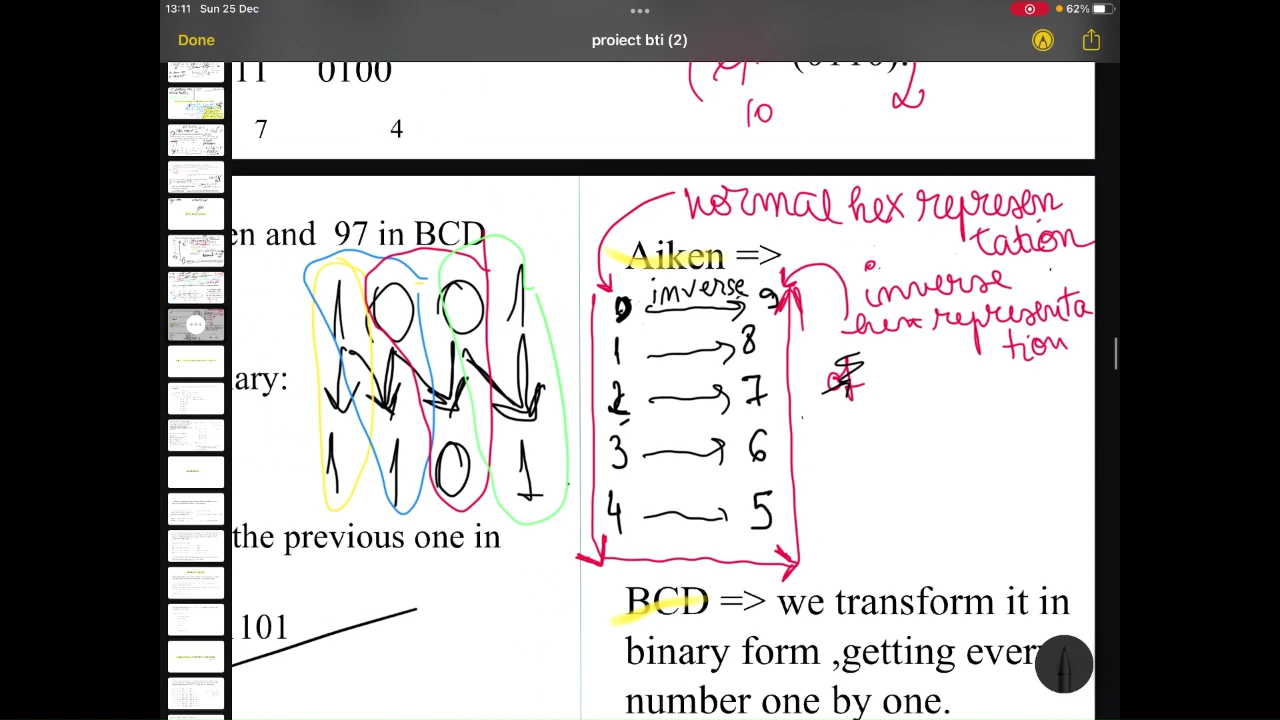 13:11 Sun 25 Dec
62%
Done
proiect bti (2)
11 0100
7 4
(0110)
10
2
en and 97 in BCD
1 0 0 1
ary:
1 1 0 1
the previous one in
1101
normal hex represen
tation
Aiken =>
inverse
0 9
1 8
2 7
3 6
4 5
inverse
hex representa
tion
BCD => we transform it in
binary form ,getting every
number one by one.